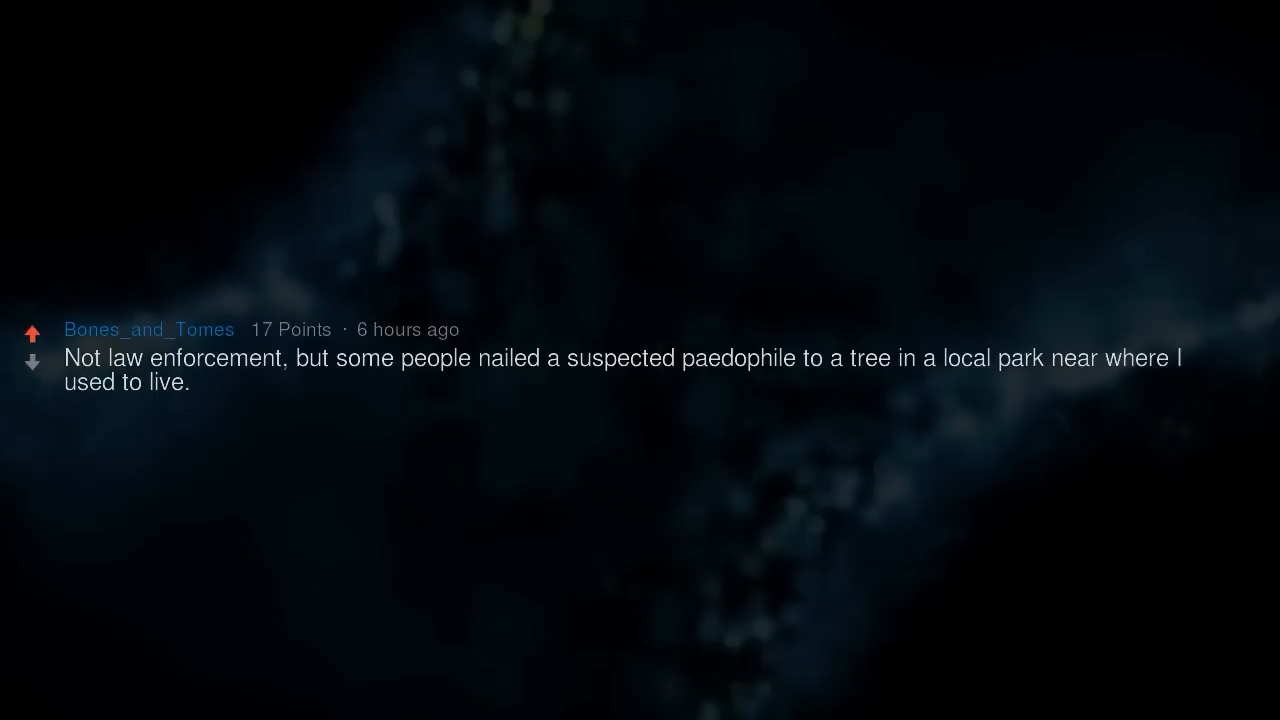 Bones_and_Tomes 17 Points · 6 hours ago
Not law enforcement, but some people nailed a suspected paedophile to a tree in a local park near where I
used to live.